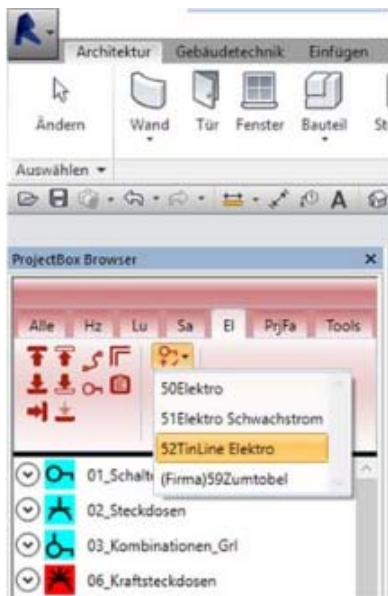 Architektur Gebäudetechnik Einfügen
Ändern Wand Tür Fenster Bauteil
Auswählen
A
ProjectBox Browser
Alle Hz Lu Sa El PrjFa Tools
50Elektro
51Elektro Schwachstrom
52TinLine Elektro
(Firma)59Zumtobel
02_Steckdosen
03_Kombinationen_Grl
06_Kraftsteckdosen